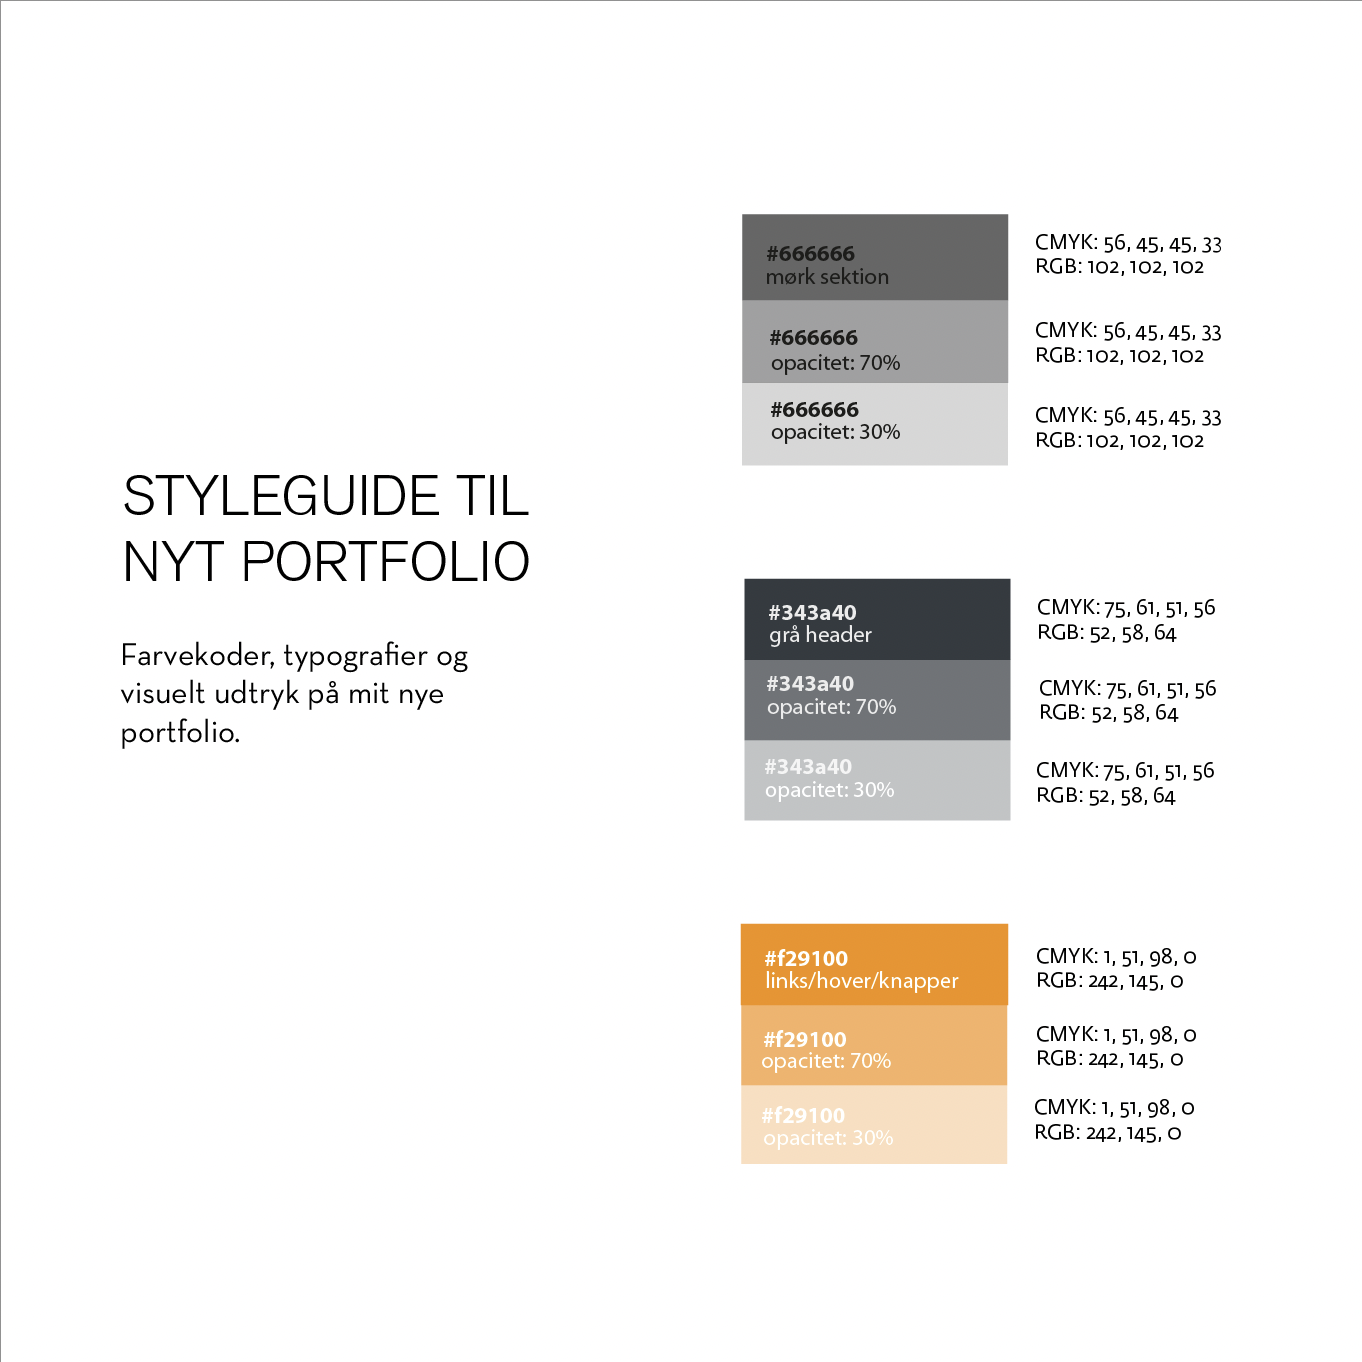 STYLEGUIDE TIL
NYT PORTFOLIO
Farvekoder, typografier og
visuelt udtryk på mit nye
portfolio.
#666666
mørk sektion
CMYK: 56, 45, 45, 33
RGB: 102, 102, 102
#666666
opacitet: 70%
CMYK: 56, 45, 45, 33
RGB: 102, 102, 102
#666666
opacitet: 30%
CMYK: 56, 45, 45, 33
RGB: 102, 102, 102
#343a40
grå header
CMYK: 75, 61, 51, 56
RGB: 52, 58, 64
#343a40
opacitet: 70%
CMYK: 75, 61, 51, 56
RGB: 52, 58, 64
#343a40
opacitet: 30%
CMYK: 75, 61, 51, 56
RGB: 52, 58, 64
#f29100
links/hover/knapper
CMYK: 1, 51, 98, 0
RGB: 242, 145, 0
#f29100
opacitet: 70%
CMYK: 1, 51, 98, 0
RGB: 242, 145, 0
#f29100
opacitet: 30%
CMYK: 1, 51, 98, 0
RGB: 242, 145, 0